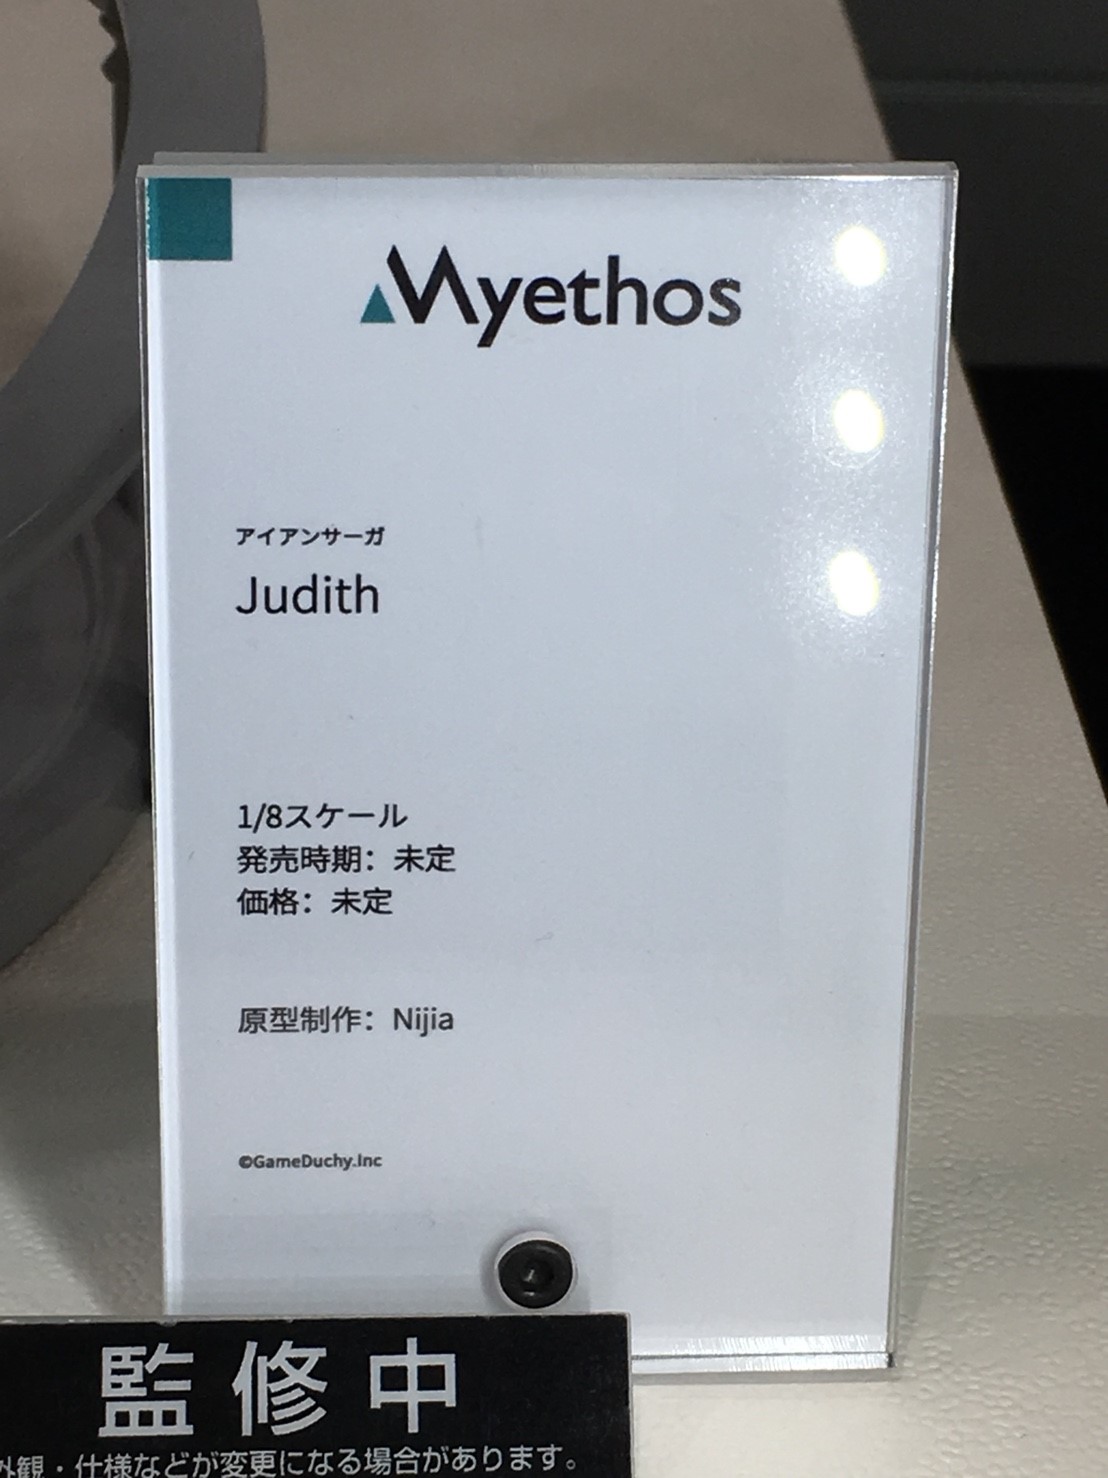 Myethos
アイアンサーガ
Judith
1/8スケール
発売時期：未定
価格：未定
原型制作：Nijia
©GameDuchy.Inc
監修中
外観・仕様などが変更になる場合があります。